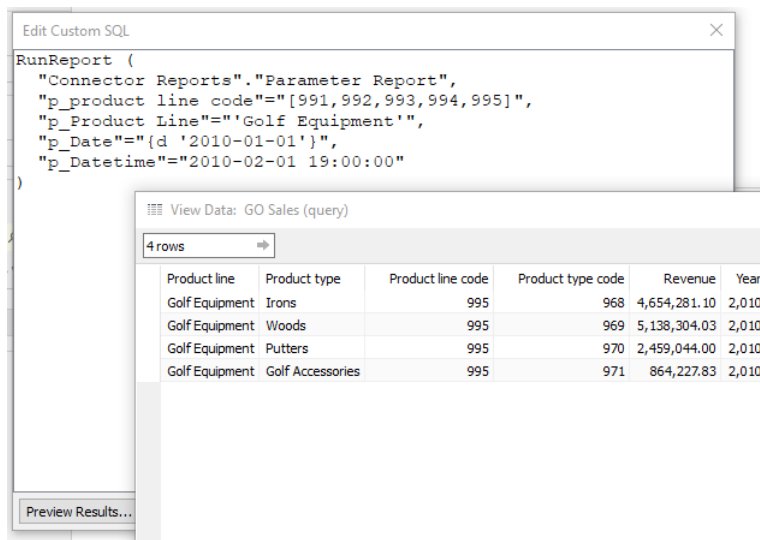 Edit Custom SQL
RunReport (
"Connector Reports"."Parameter Report",
"p_product line code"="[991,992,993,994,995]",
"p_Product Line"="'Golf Equipment'",
"p_Date"="{d '2010-01-01'}",
"p_Datetime"="2010-02-01 19:00:00"
)
View Data: GO Sales (query)
4 rows
Product line Product type Product line code Product type code Revenue Year
Golf Equipment Irons 995 968 4,654,281.10 2,010
Golf Equipment Woods 995 969 5,138,304.03 2,010
Golf Equipment Putters 995 970 2,459,044.00 2,010
Golf Equipment Golf Accessories 995 971 864,227.83 2,010
Preview Results...